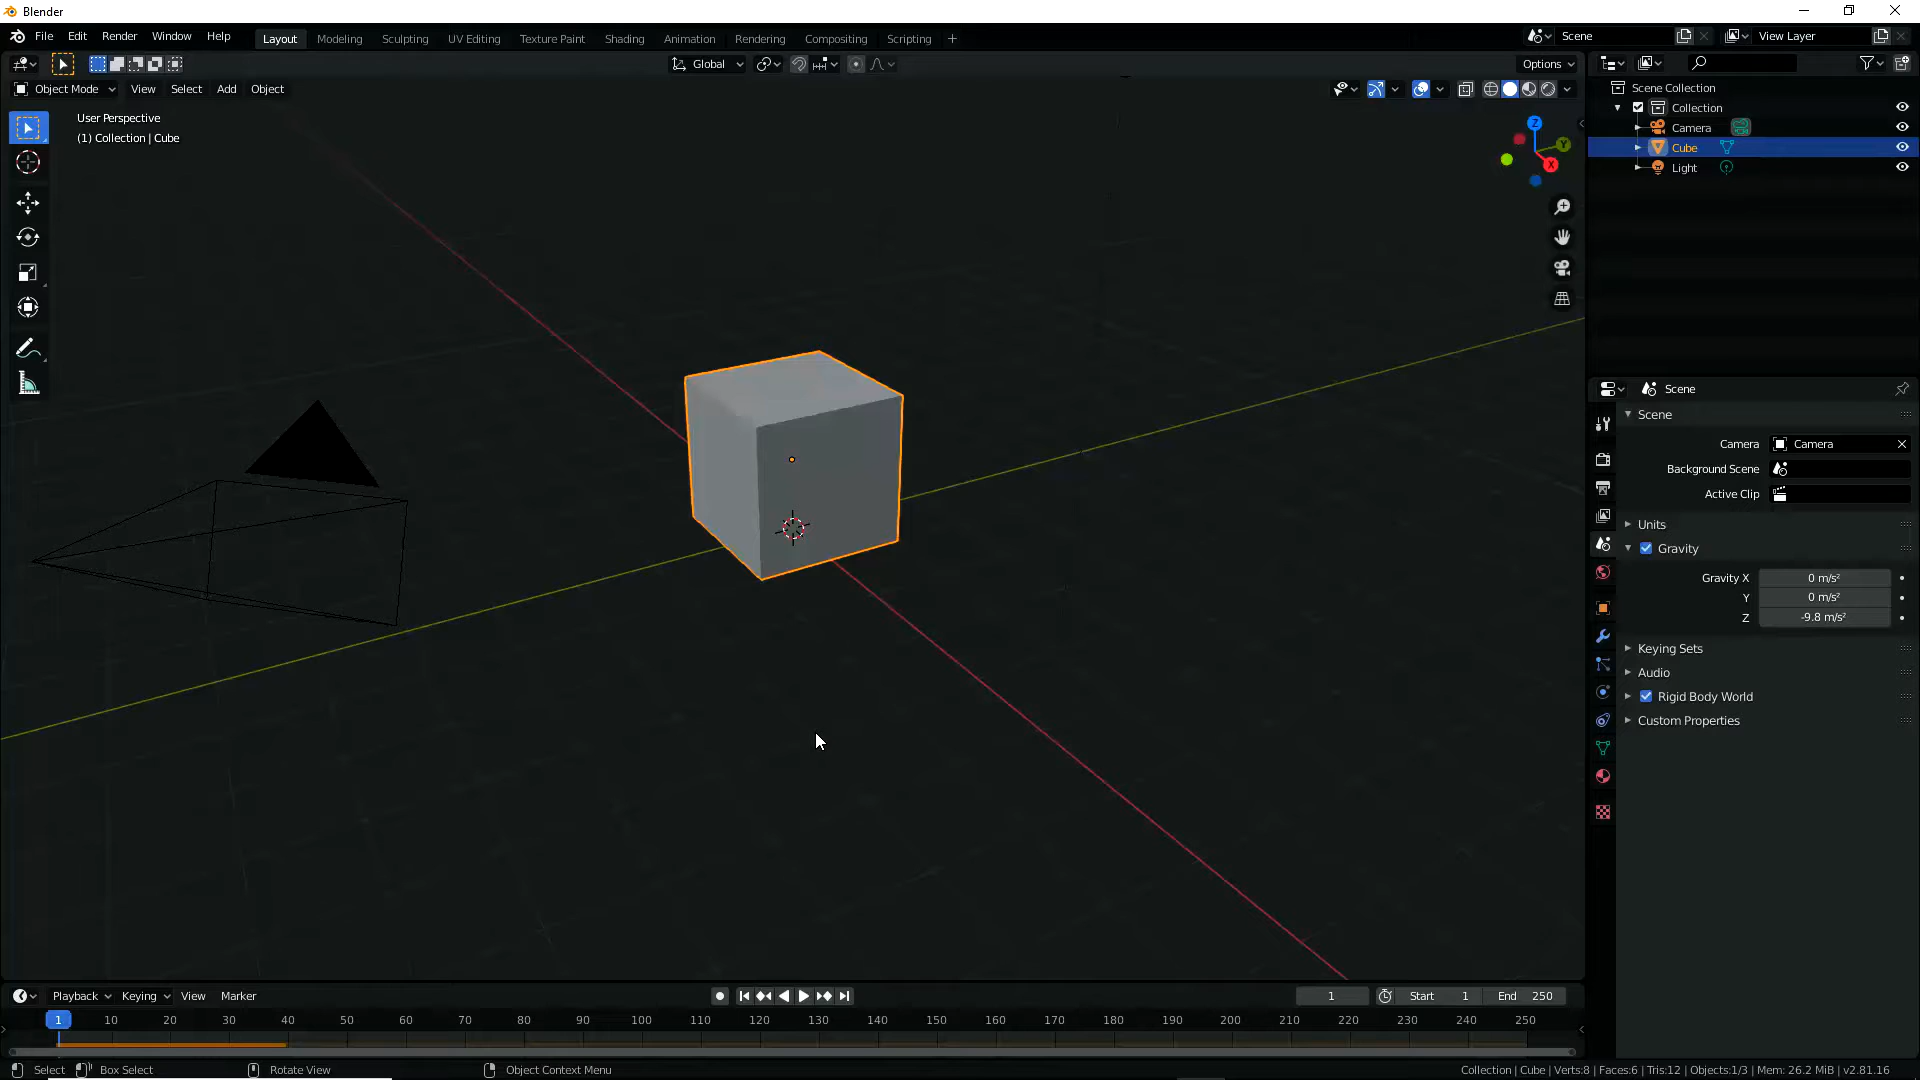 Blender
File Edit Render Window Help Layout Modeling Sculpting UV Editing Texture Paint Shading Animation Rendering Compositing Scripting + Scene View Layer
Global Options
Object Mode View Select Add Object
User Perspective
(1) Collection | Cube
Z
Y
X
Scene Collection
Collection
Camera
Cube
Light
Scene
Scene
Camera Camera
Background Scene
Active Clip
Units
Gravity
Gravity X 0 m/s²
Y 0 m/s²
Z -9.8 m/s²
Keying Sets
Audio
Rigid Body World
Custom Properties
Playback Keying View Marker 1 Start 1 End 250
1 10 20 30 40 50 60 70 80 90 100 110 120 130 140 150 160 170 180 190 200 210 220 230 240 250
Select Box Select Rotate View Object Context Menu Collection | Cube | Verts:8 | Faces:6 | Tris:12 | Objects:1/3 | Mem: 26.2 MiB | v2.81.16